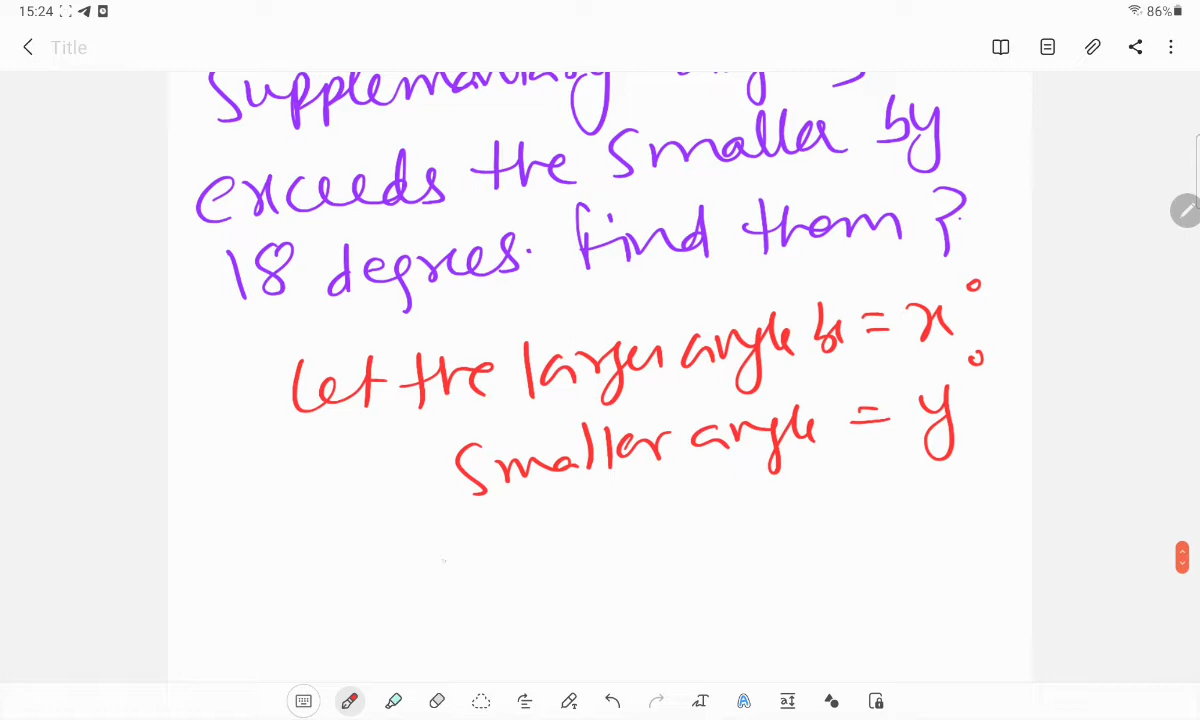 15:24
86%
Title
Supplementary
exceeds the smaller by
18 degrees. find them?
Let the larger angle be = x°
Smaller angle = y°